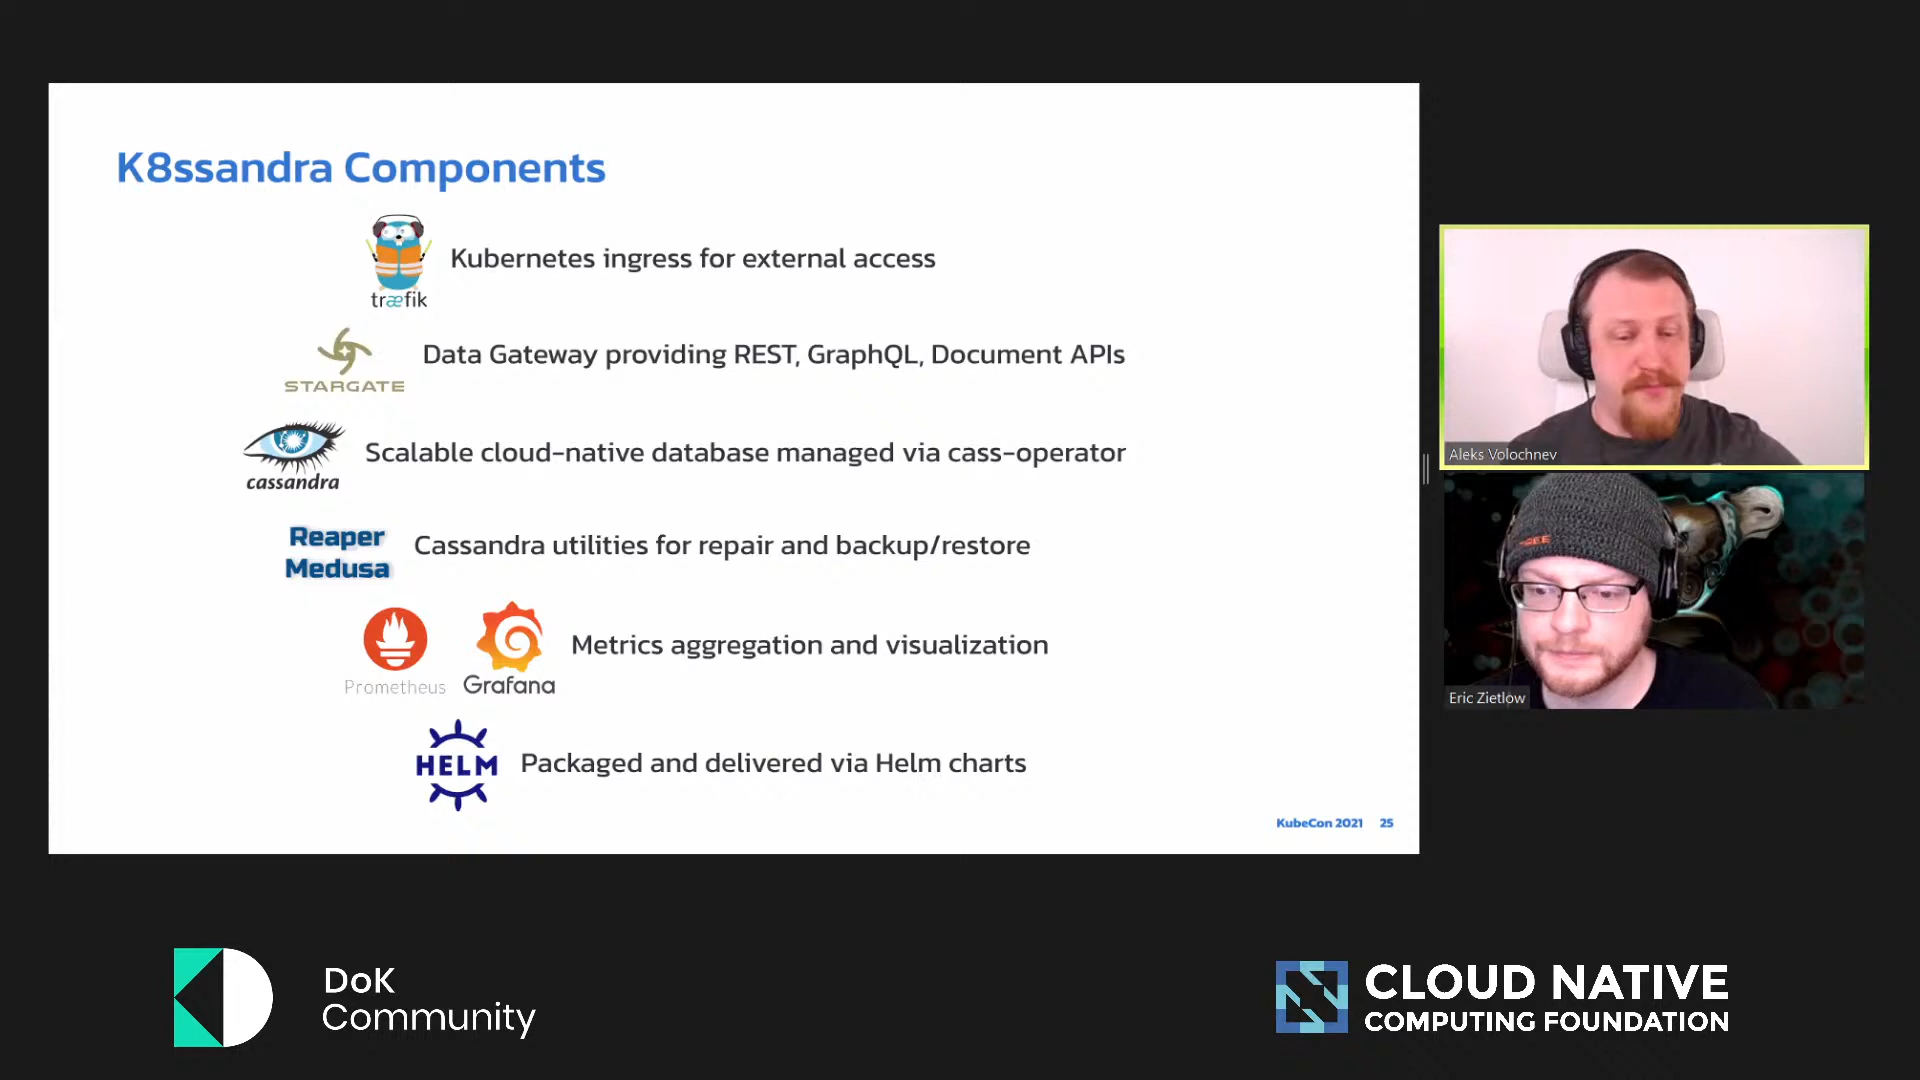 K8ssandra Components
træfik
Kubernetes ingress for external access
STARGATE
Data Gateway providing REST, GraphQL, Document APIs
cassandra
Scalable cloud-native database managed via cass-operator
Reaper
Medusa
Cassandra utilities for repair and backup/restore
Prometheus
Grafana
Metrics aggregation and visualization
HELM
Packaged and delivered via Helm charts
KubeCon 2021 25
Aleks Volochnev
Eric Zietlow
DoK
Community
CLOUD NATIVE
COMPUTING FOUNDATION